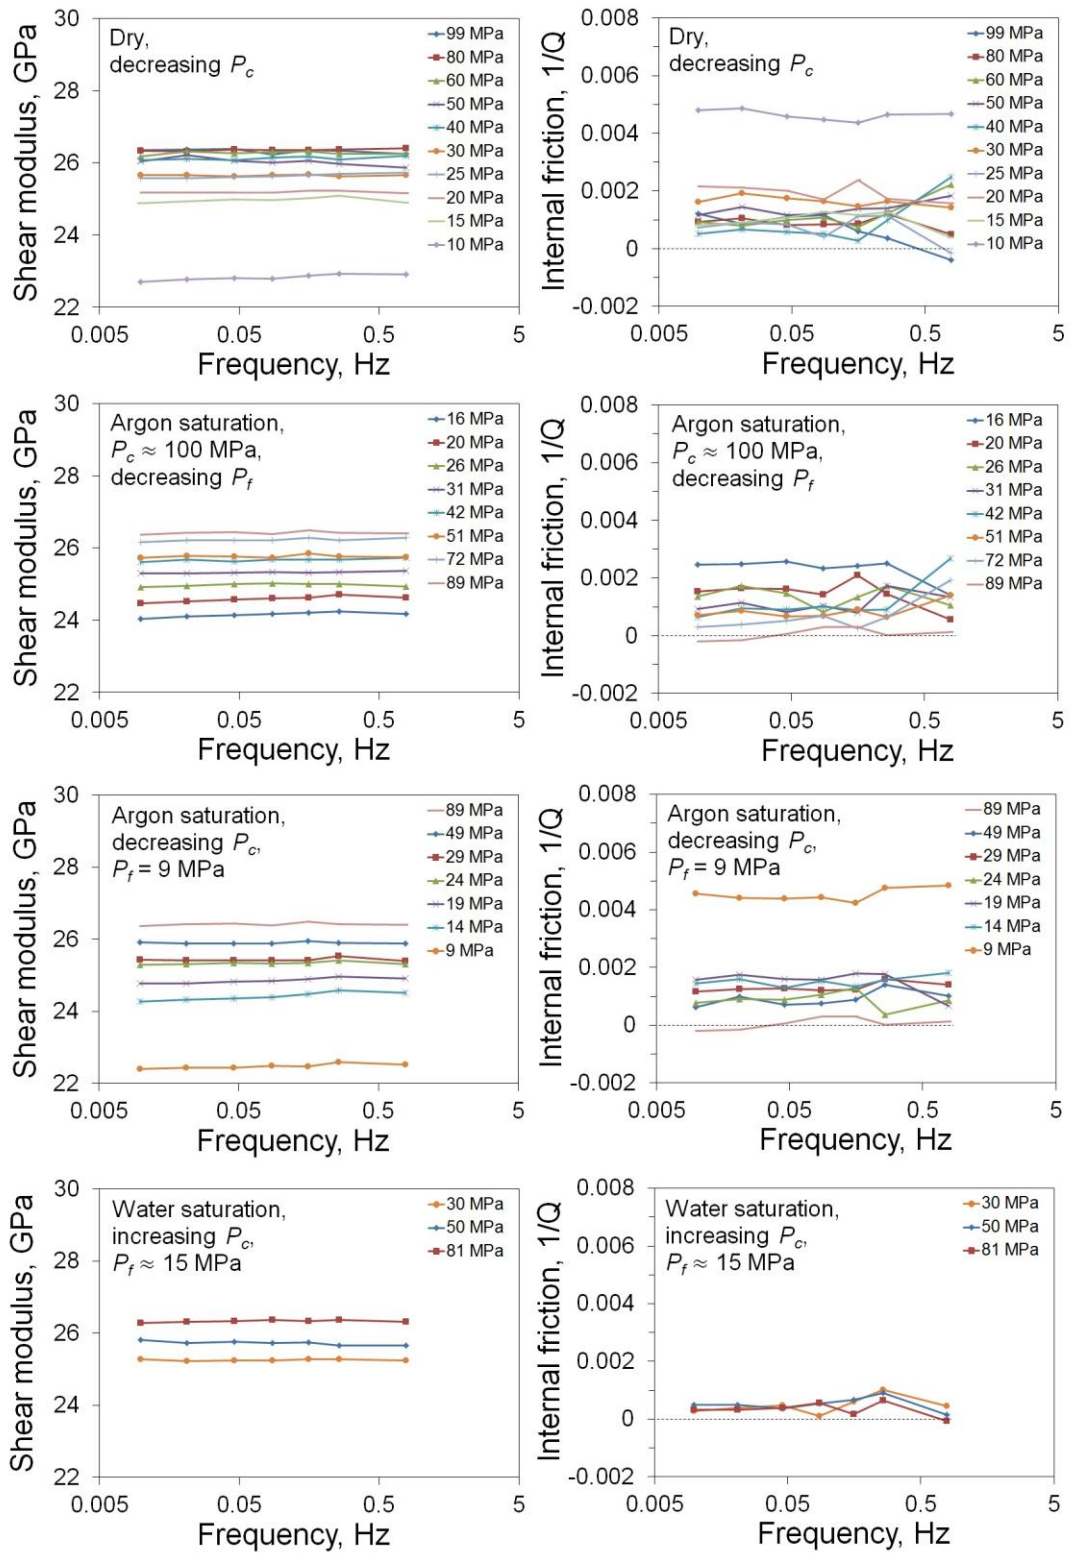 Shear modulus, GPa
30
28
26
24
22
0.005 0.05 0.5 5
Frequency, Hz
Dry,
decreasing Pc
99 MPa
80 MPa
60 MPa
50 MPa
40 MPa
30 MPa
25 MPa
20 MPa
15 MPa
10 MPa
Internal friction, 1/Q
0.008
0.006
0.004
0.002
0
-0.002
0.005 0.05 0.5 5
Frequency, Hz
Dry,
decreasing Pc
99 MPa
80 MPa
60 MPa
50 MPa
40 MPa
30 MPa
25 MPa
20 MPa
15 MPa
10 MPa
Shear modulus, GPa
30
28
26
24
22
0.005 0.05 0.5 5
Frequency, Hz
Argon saturation,
Pc ≈ 100 MPa,
decreasing Pf
16 MPa
20 MPa
26 MPa
31 MPa
42 MPa
51 MPa
72 MPa
89 MPa
Internal friction, 1/Q
0.008
0.006
0.004
0.002
0
-0.002
0.005 0.05 0.5 5
Frequency, Hz
Argon saturation,
Pc ≈ 100 MPa,
decreasing Pf
16 MPa
20 MPa
26 MPa
31 MPa
42 MPa
51 MPa
72 MPa
89 MPa
Shear modulus, GPa
30
28
26
24
22
0.005 0.05 0.5 5
Frequency, Hz
Argon saturation,
decreasing Pc,
Pf = 9 MPa
89 MPa
49 MPa
29 MPa
24 MPa
19 MPa
14 MPa
9 MPa
Internal friction, 1/Q
0.008
0.006
0.004
0.002
0
-0.002
0.005 0.05 0.5 5
Frequency, Hz
Argon saturation,
decreasing Pc,
Pf = 9 MPa
89 MPa
49 MPa
29 MPa
24 MPa
19 MPa
14 MPa
9 MPa
Shear modulus, GPa
30
28
26
24
22
0.005 0.05 0.5 5
Frequency, Hz
Water saturation,
increasing Pc,
Pf ≈ 15 MPa
30 MPa
50 MPa
81 MPa
Internal friction, 1/Q
0.008
0.006
0.004
0.002
0
-0.002
0.005 0.05 0.5 5
Frequency, Hz
Water saturation,
increasing Pc,
Pf ≈ 15 MPa
30 MPa
50 MPa
81 MPa